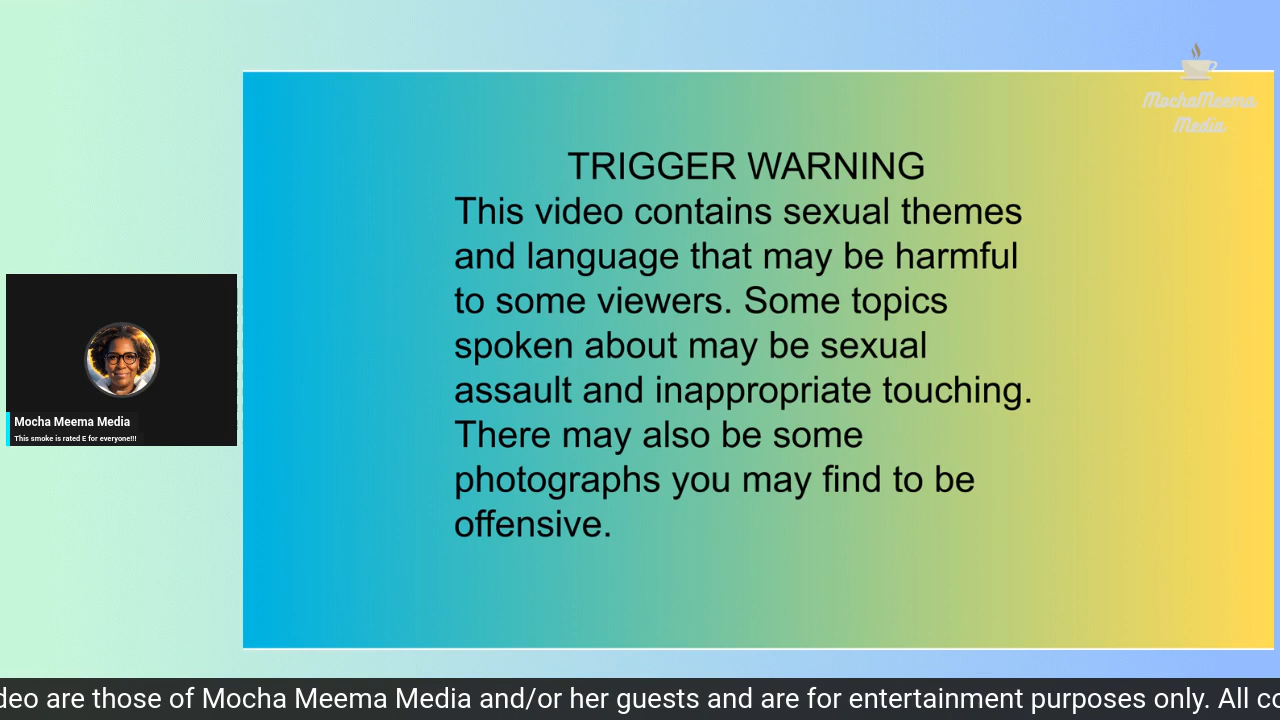 MochaMeema
Media
TRIGGER WARNING
This video contains sexual themes
and language that may be harmful
to some viewers. Some topics
spoken about may be sexual
assault and inappropriate touching.
There may also be some
photographs you may find to be
offensive.
Mocha Meema Media
This smoke is rated E for everyone!!!
are those of Mocha Meema Media and/or her guests and are for entertainment purposes only. All